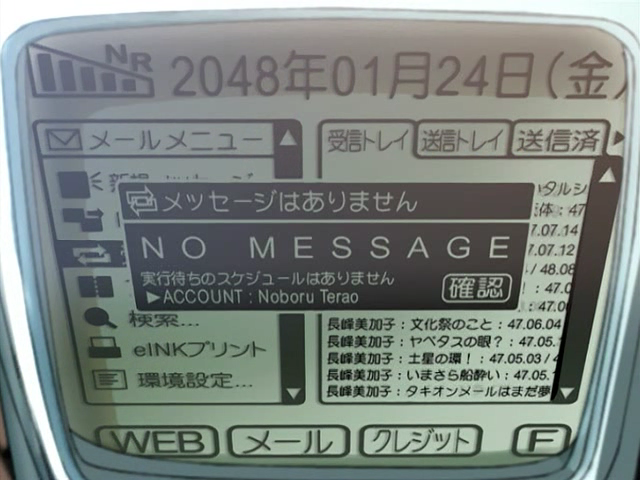 NR
2048年01月24日(金)
メールメニュー
受信トレイ
送信トレイ
送信済
メッセージはありません
NO MESSAGE
実行待ちのスケジュールはありません
▶ACCOUNT : Noboru Terao
確認
7.07.14
7.07.12
検索...
eINKプリント
環境設定...
長峰美加子:文化祭のこと:47.06.04
長峰美加子:ヤペタスの眼?:47.05.1
長峰美加子:土星の環!:47.05.03/4
長峰美加子:いまさら船酔い:47.05.
長峰美加子:タキオンメールはまだ夢
WEB
メール
クレジット
F